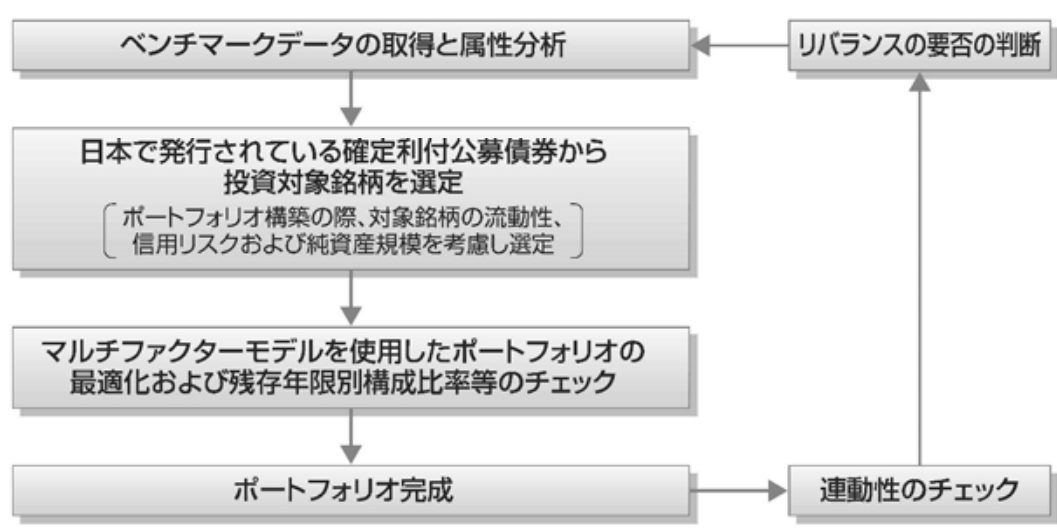 ベンチマークデータの取得と属性分析
リバランスの要否の判断
日本で発行されている確定利付公募債券から
投資対象銘柄を選定
ポートフォリオ構築の際、対象銘柄の流動性、
信用リスクおよび純資産規模を考慮し選定
マルチファクターモデルを使用したポートフォリオの
最適化および残存年限別構成比率等のチェック
ポートフォリオ完成
連動性のチェック